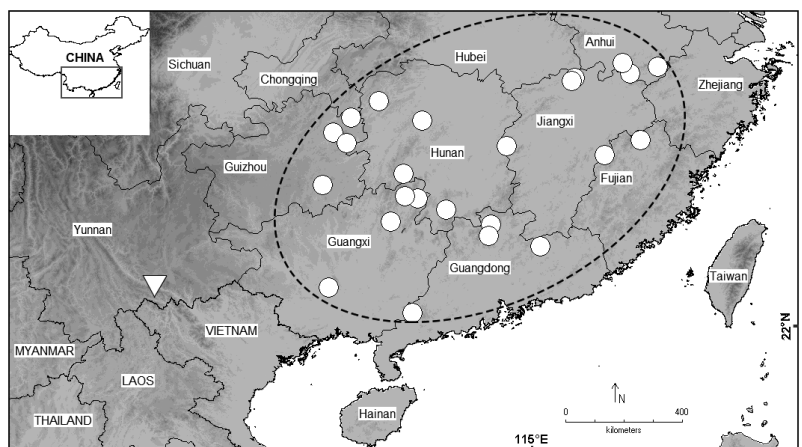 CHINA
Sichuan
Chongqing
Hubei
Anhui
Zhejiang
Jiangxi
Hunan
Guizhou
Fujian
Yunnan
Guangxi
Guangdong
Taiwan
VIETNAM
MYANMAR
LAOS
THAILAND
Hainan
22°N
N
0 400
kilometers
115°E